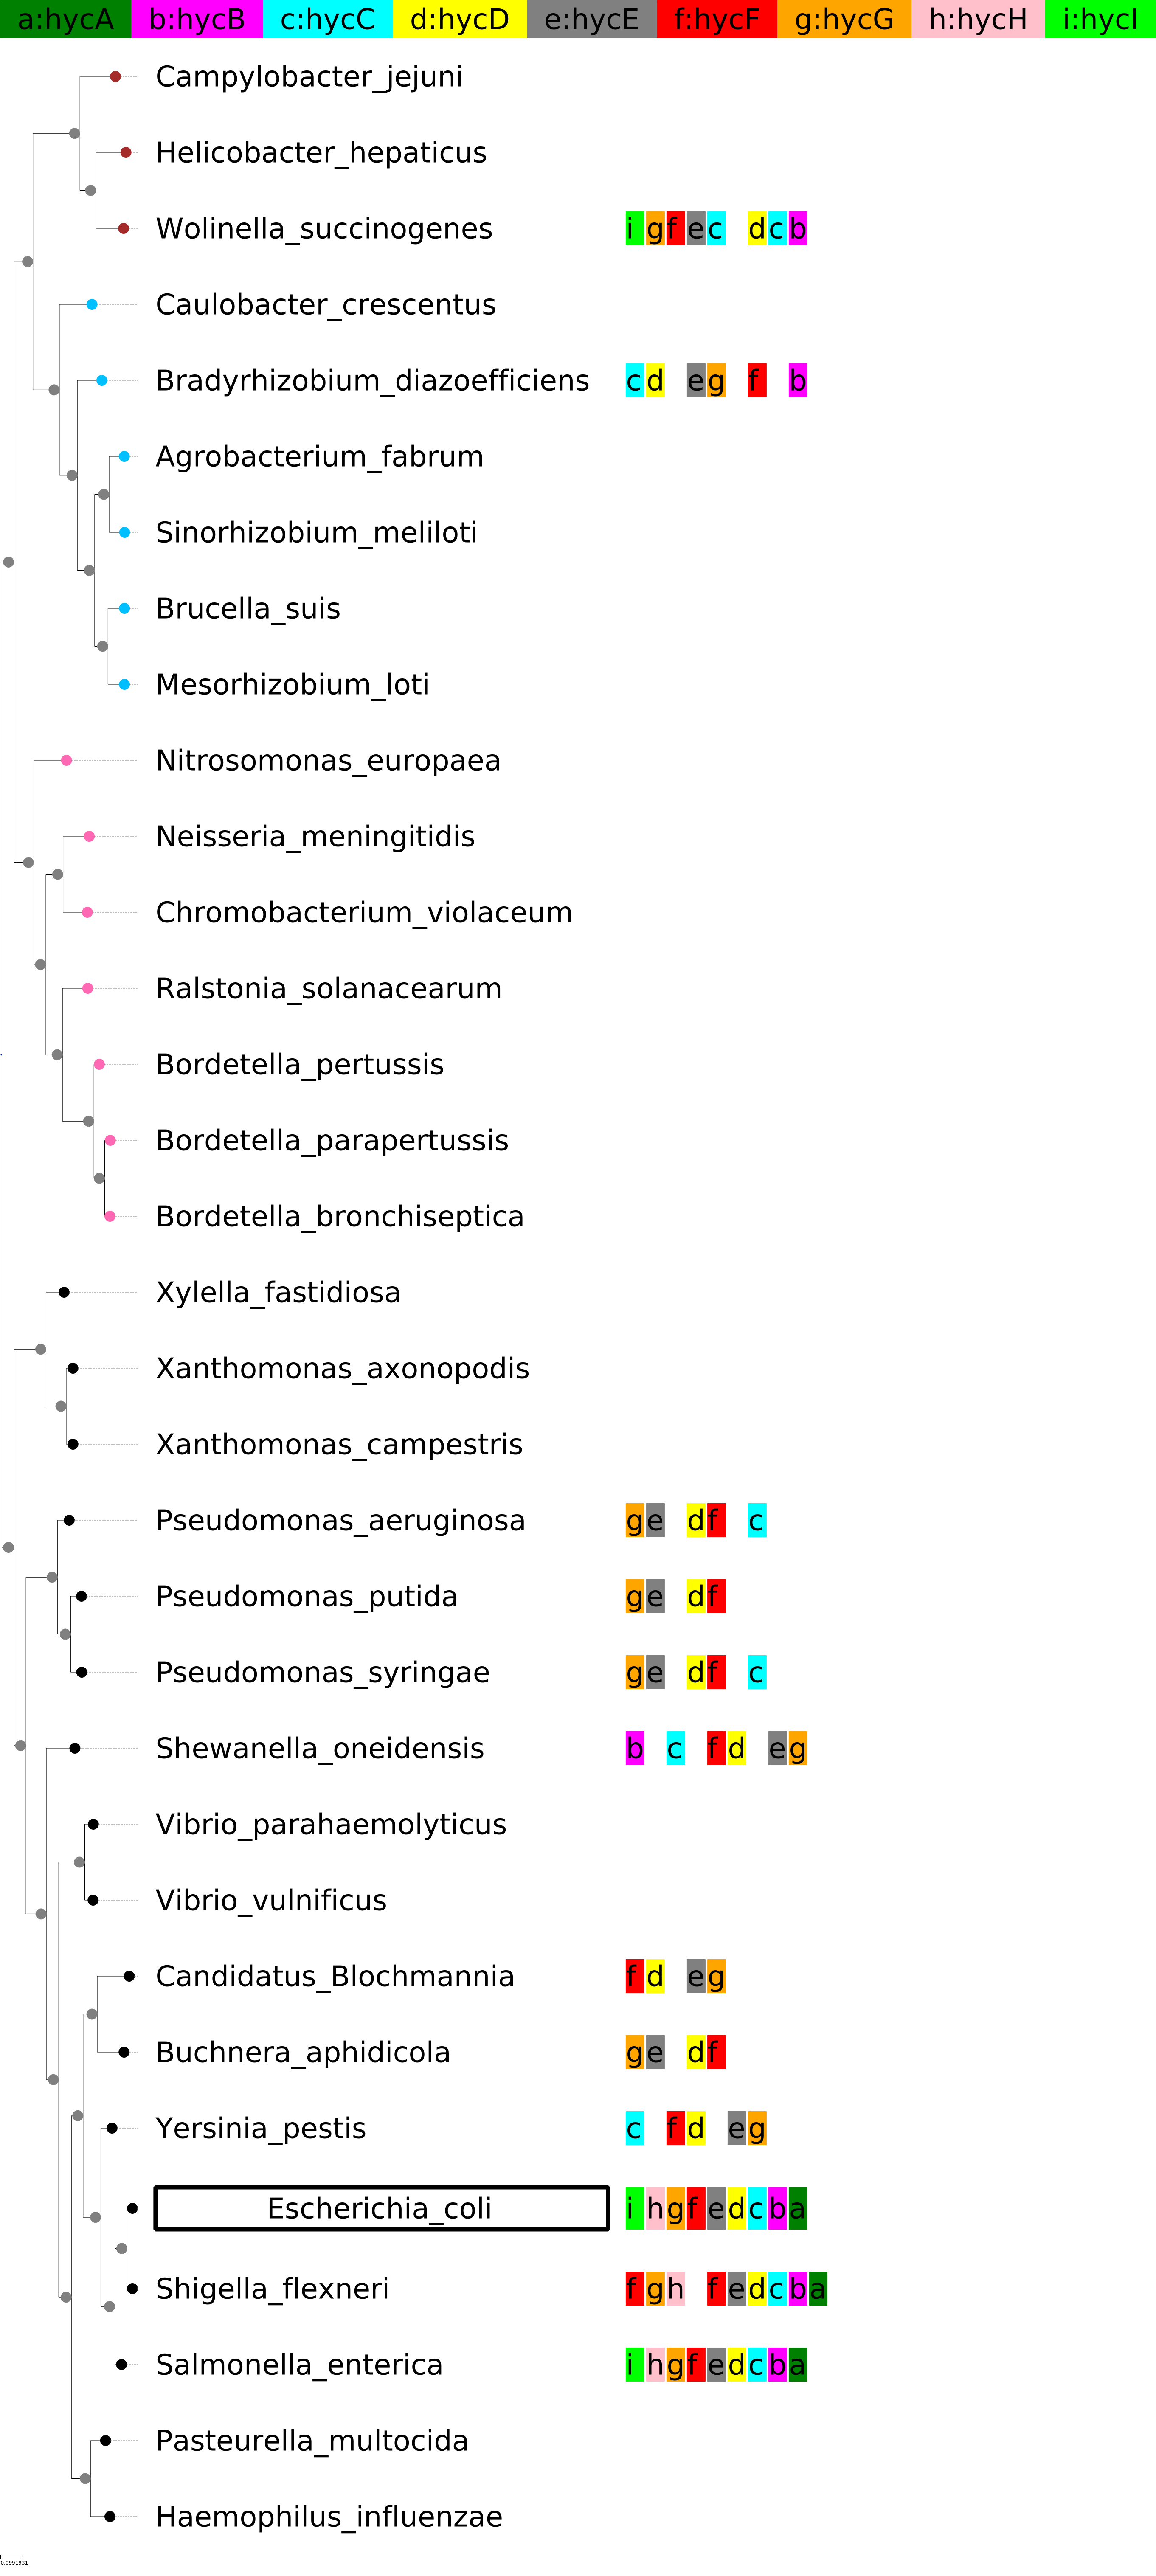 a:hycA b:hycB c:hycC d:hycD e:hycE f:hycF g:hycG h:hycH i:hycI
Campylobacter_jejuni
Helicobacter_hepaticus
Wolinella_succinogenes i g f e c d c b
Caulobacter_crescentus
Bradyrhizobium_diazoefficiens c d e g f b
Agrobacterium_fabrum
Sinorhizobium_meliloti
Brucella_suis
Mesorhizobium_loti
Nitrosomonas_europaea
Neisseria_meningitidis
Chromobacterium_violaceum
Ralstonia_solanacearum
Bordetella_pertussis
Bordetella_parapertussis
Bordetella_bronchiseptica
Xylella_fastidiosa
Xanthomonas_axonopodis
Xanthomonas_campestris
Pseudomonas_aeruginosa g e d f c
Pseudomonas_putida g e d f
Pseudomonas_syringae g e d f c
Shewanella_oneidensis b c f d e g
Vibrio_parahaemolyticus
Vibrio_vulnificus
Candidatus_Blochmannia f d e g
Buchnera_aphidicola g e d f
Yersinia_pestis c f d e g
Escherichia_coli i h g f e d c b a
Shigella_flexneri f g h f e d c b a
Salmonella_enterica i h g f e d c b a
Pasteurella_multocida
Haemophilus_influenzae
0.0991931